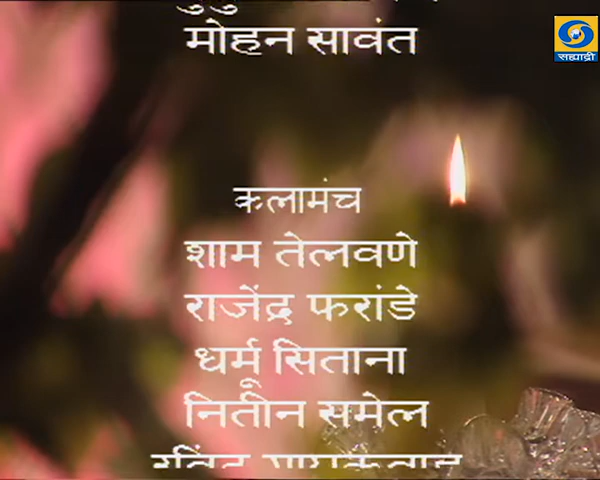 मोहन सावंत
सह्याद्री
कलामंच
शाम तेलवणे
राजेंद्र फरांडे
धर्मू सिताना
नितीन समेल